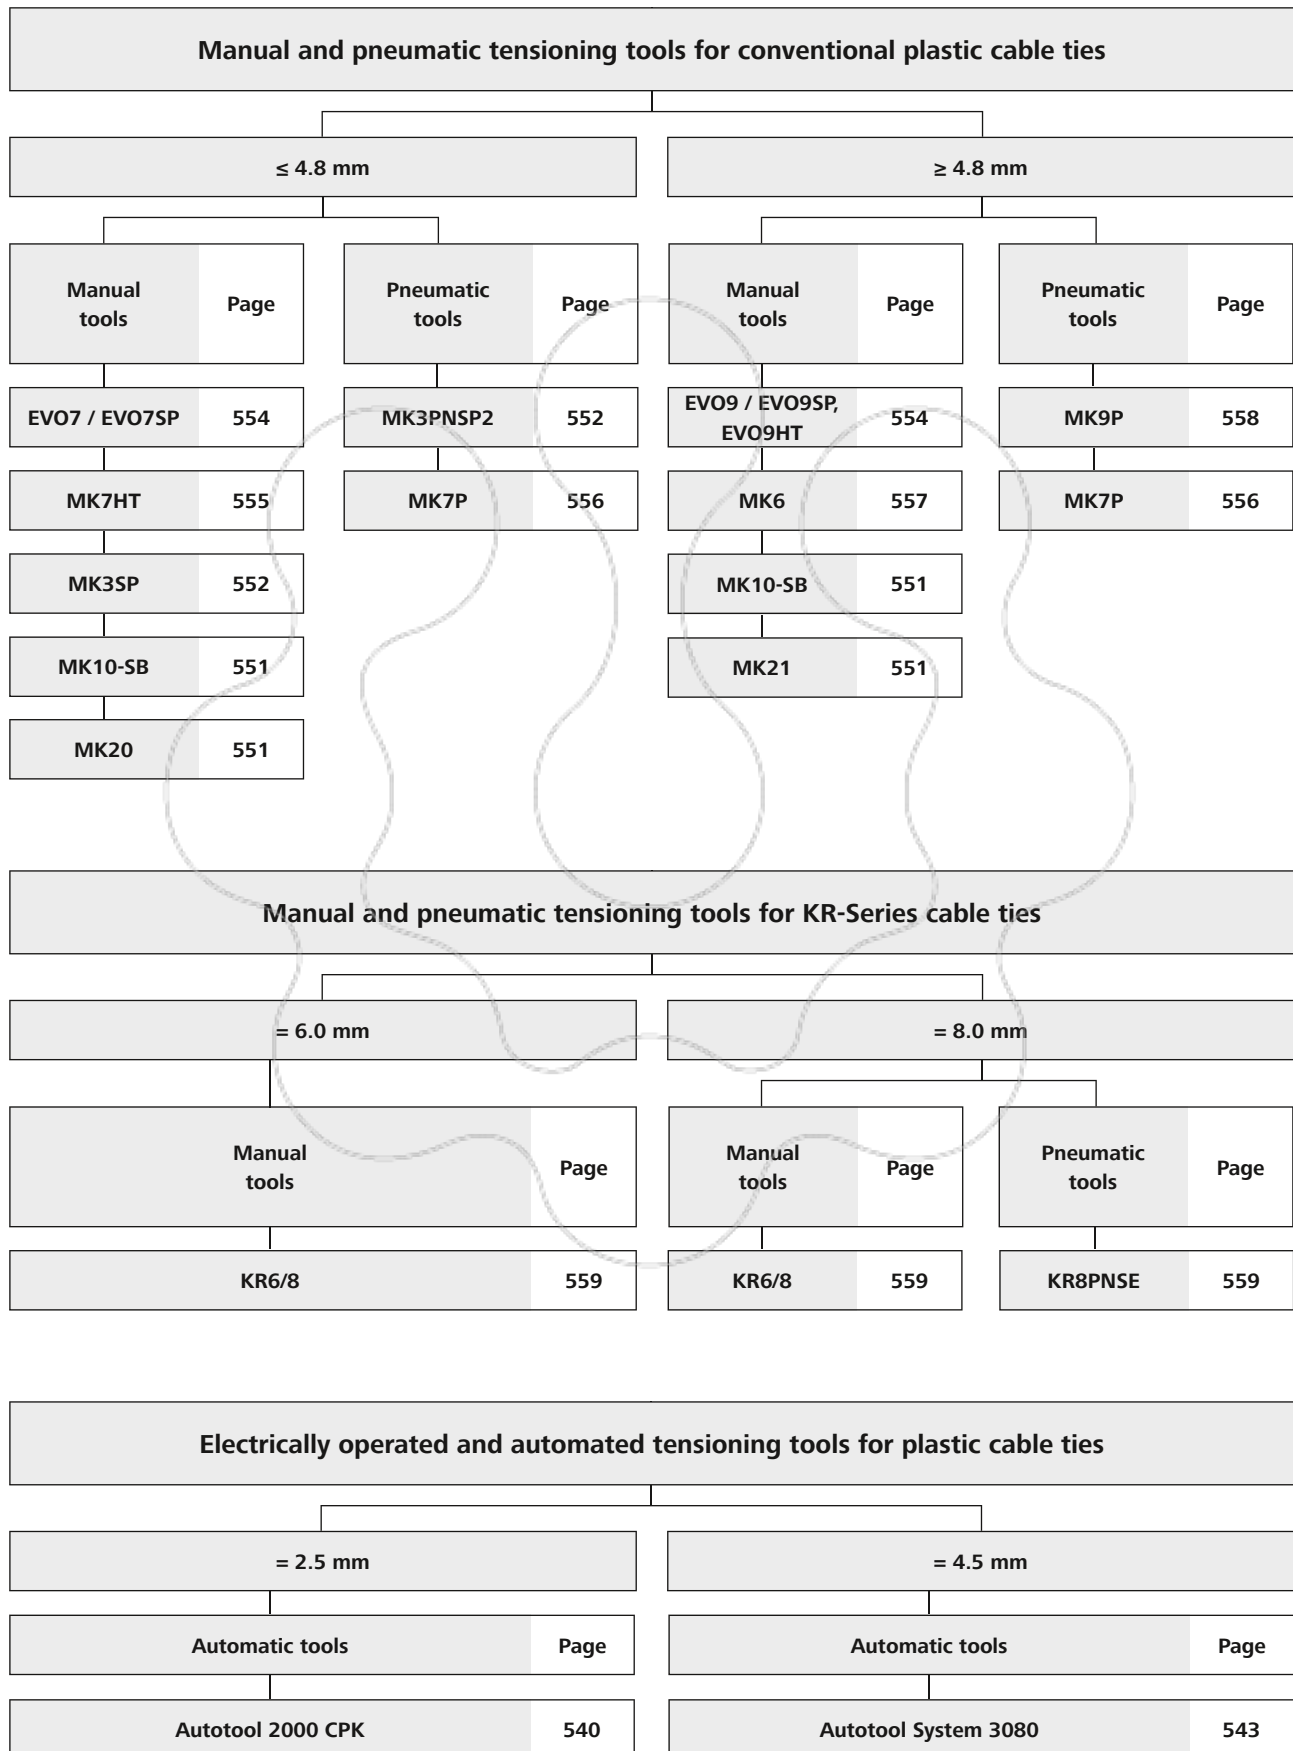 Manual and pneumatic tensioning tools for conventional plastic cable ties
≤ 4.8 mm
≥ 4.8 mm
Manual
tools
Page
Pneumatic
tools
Page
Manual
tools
Page
Pneumatic
tools
Page
EVO7 / EVO7SP 554
MK3PNSP2 552
EVO9 / EVO9SP,
EVO9HT
554
MK9P 558
MK7HT 555
MK7P 556
MK6 557
MK7P 556
MK3SP 552
MK10-SB 551
MK10-SB 551
MK21 551
MK20 551
Manual and pneumatic tensioning tools for KR-Series cable ties
= 6.0 mm
= 8.0 mm
Manual
tools
Page
Manual
tools
Page
Pneumatic
tools
Page
KR6/8 559
KR6/8 559
KR8PNSE 559
Electrically operated and automated tensioning tools for plastic cable ties
= 2.5 mm
= 4.5 mm
Automatic tools Page
Automatic tools Page
Autotool 2000 CPK 540
Autotool System 3080 543